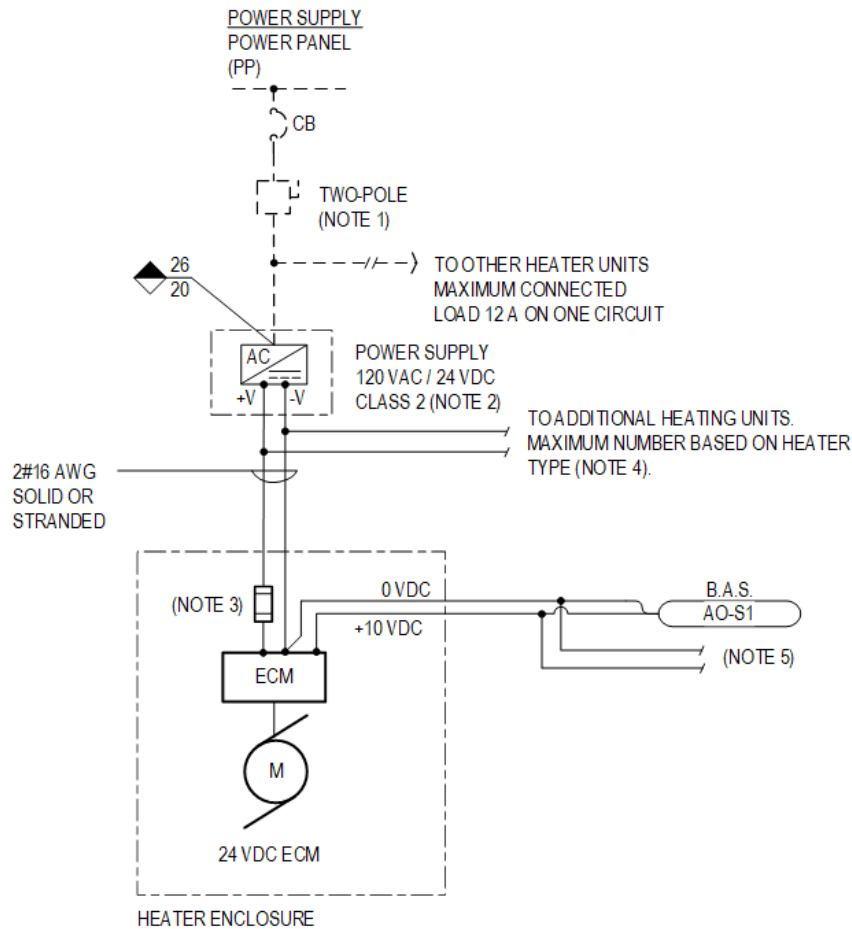 POWER SUPPLY
POWER PANEL
(PP)
CB
TWO-POLE
(NOTE 1)
26
20
TO OTHER HEATER UNITS
MAXIMUM CONNECTED
LOAD 12 A ON ONE CIRCUIT
AC
+V
-V
POWER SUPPLY
120 VAC / 24 VDC
CLASS 2 (NOTE 2)
TO ADDITIONAL HEATING UNITS.
MAXIMUM NUMBER BASED ON HEATER
TYPE (NOTE 4).
2#16 AWG
SOLID OR
STRANDED
(NOTE 3)
0 VDC
+10 VDC
B.A.S.
AO-S1
(NOTE 5)
ECM
M
24 VDC ECM
HEATER ENCLOSURE